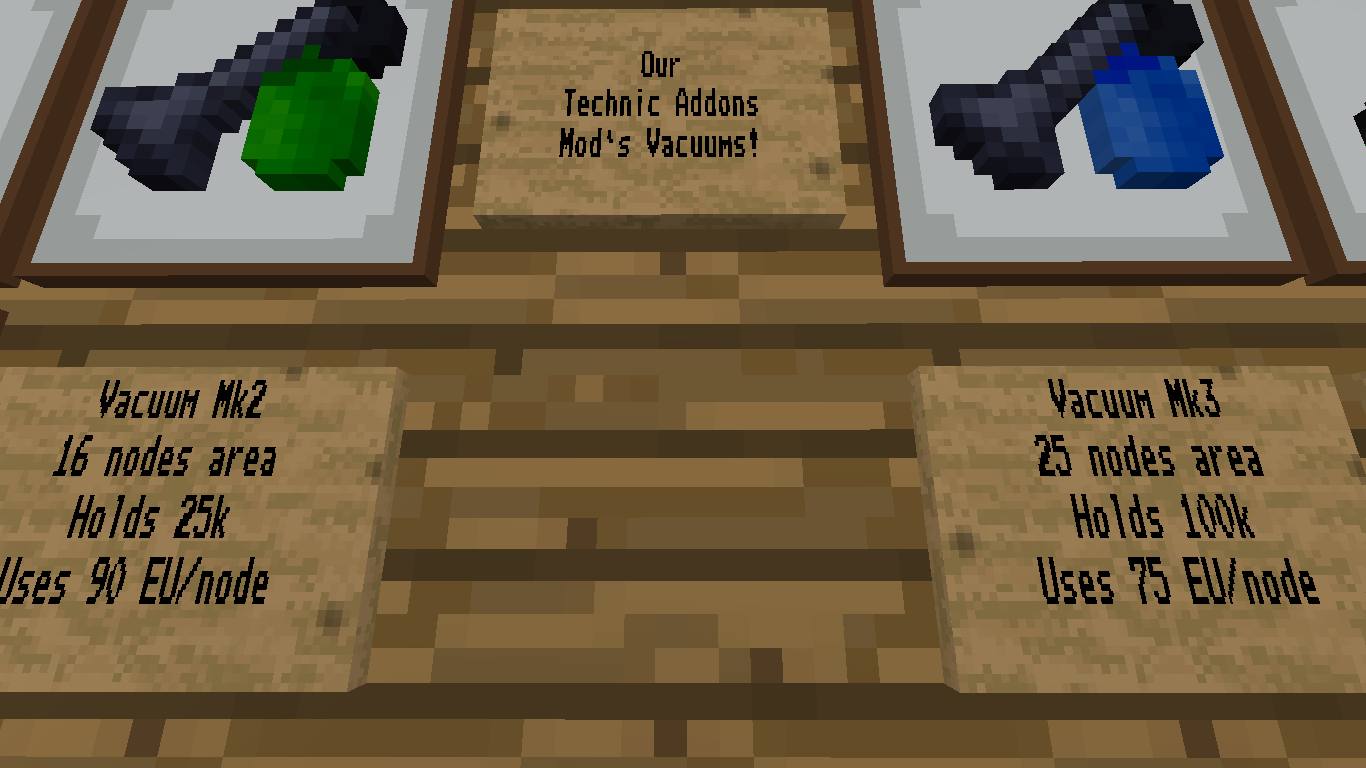 Our
Technic Addons
Mod's Vacuums!
Vacuum Mk2
16 nodes area
Holds 25k
Uses 90 EU/node
Vacuum Mk3
25 nodes area
Holds 100k
Uses 75 EU/node